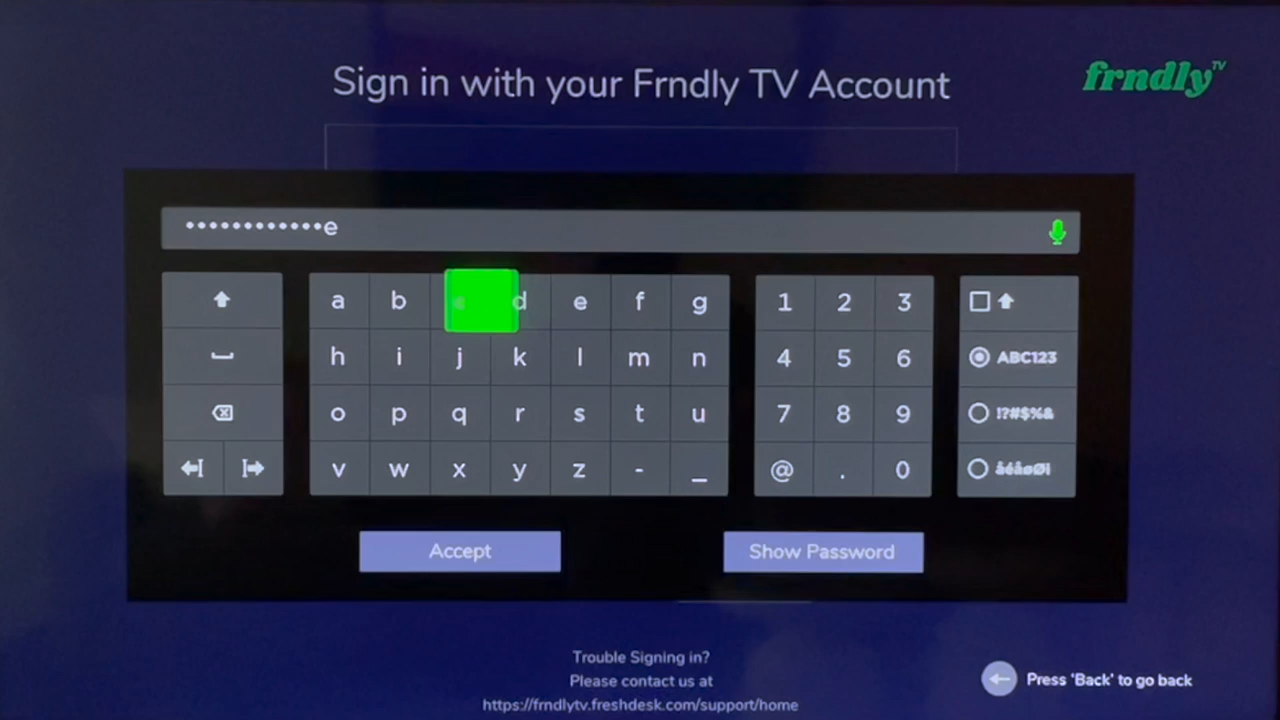 Sign in with your Frndly TV Account
frndly TV
••••••••••••e
a b c d e f g 1 2 3
h i j k l m n 4 5 6 ABC123
o p q r s t u 7 8 9 !?#$%&
v w x y z - _ @ . 0
Accept Show Password
Trouble Signing in?
Please contact us at
https://frndlytv.freshdesk.com/support/home
Press 'Back' to go back